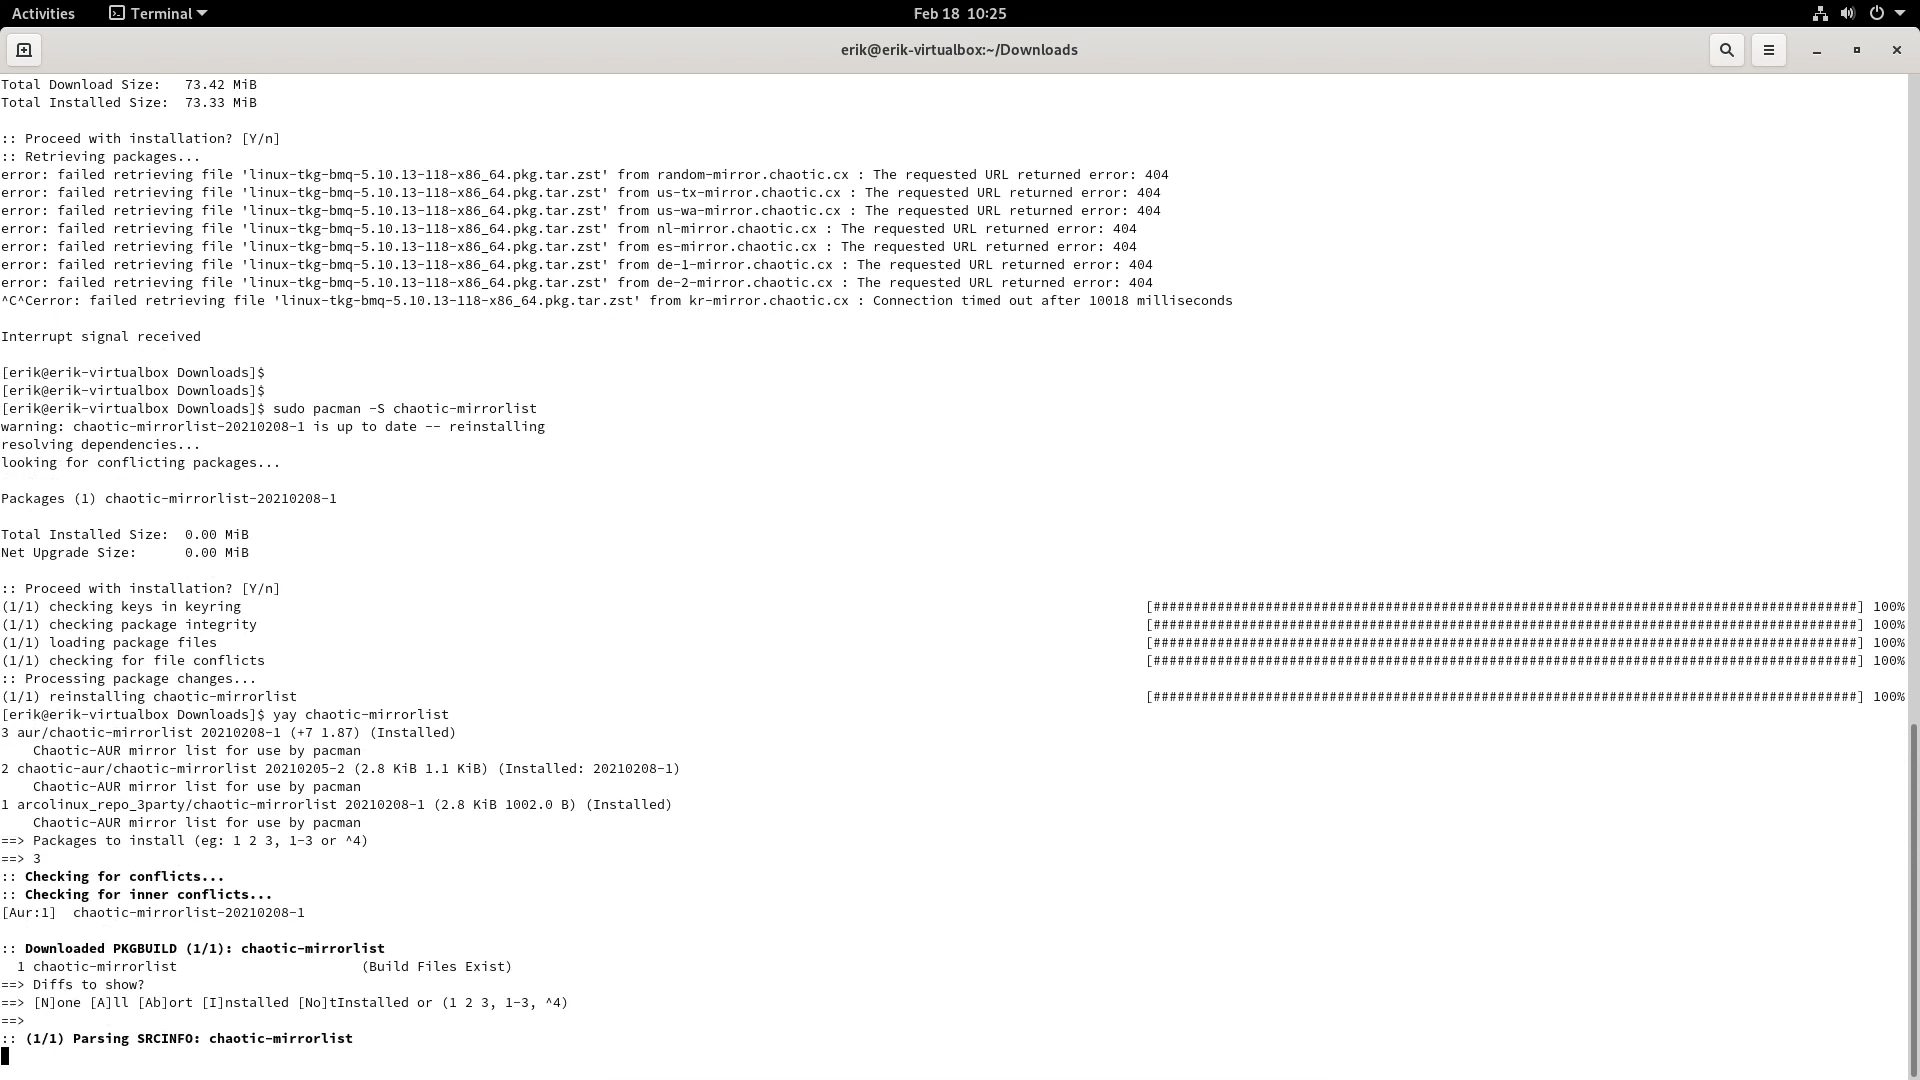 Activities Terminal Feb 18 10:25
erik@erik-virtualbox:~/Downloads
Total Download Size:   73.42 MiB
Total Installed Size:  73.33 MiB
:: Proceed with installation? [Y/n]
:: Retrieving packages...
error: failed retrieving file 'linux-tkg-bmq-5.10.13-118-x86_64.pkg.tar.zst' from random-mirror.chaotic.cx : The requested URL returned error: 404
error: failed retrieving file 'linux-tkg-bmq-5.10.13-118-x86_64.pkg.tar.zst' from us-tx-mirror.chaotic.cx : The requested URL returned error: 404
error: failed retrieving file 'linux-tkg-bmq-5.10.13-118-x86_64.pkg.tar.zst' from us-wa-mirror.chaotic.cx : The requested URL returned error: 404
error: failed retrieving file 'linux-tkg-bmq-5.10.13-118-x86_64.pkg.tar.zst' from nl-mirror.chaotic.cx : The requested URL returned error: 404
error: failed retrieving file 'linux-tkg-bmq-5.10.13-118-x86_64.pkg.tar.zst' from es-mirror.chaotic.cx : The requested URL returned error: 404
error: failed retrieving file 'linux-tkg-bmq-5.10.13-118-x86_64.pkg.tar.zst' from de-1-mirror.chaotic.cx : The requested URL returned error: 404
error: failed retrieving file 'linux-tkg-bmq-5.10.13-118-x86_64.pkg.tar.zst' from de-2-mirror.chaotic.cx : The requested URL returned error: 404
^C^Cerror: failed retrieving file 'linux-tkg-bmq-5.10.13-118-x86_64.pkg.tar.zst' from kr-mirror.chaotic.cx : Connection timed out after 10018 milliseconds
Interrupt signal received
[erik@erik-virtualbox Downloads]$
[erik@erik-virtualbox Downloads]$
[erik@erik-virtualbox Downloads]$ sudo pacman -S chaotic-mirrorlist
warning: chaotic-mirrorlist-20210208-1 is up to date -- reinstalling
resolving dependencies...
looking for conflicting packages...
Packages (1) chaotic-mirrorlist-20210208-1
Total Installed Size:  0.00 MiB
Net Upgrade Size:      0.00 MiB
:: Proceed with installation? [Y/n]
(1/1) checking keys in keyring [########################################################################################] 100%
(1/1) checking package integrity [########################################################################################] 100%
(1/1) loading package files [########################################################################################] 100%
(1/1) checking for file conflicts [########################################################################################] 100%
:: Processing package changes...
(1/1) reinstalling chaotic-mirrorlist [########################################################################################] 100%
[erik@erik-virtualbox Downloads]$ yay chaotic-mirrorlist
3 aur/chaotic-mirrorlist 20210208-1 (+7 1.87) (Installed)
    Chaotic-AUR mirror list for use by pacman
2 chaotic-aur/chaotic-mirrorlist 20210205-2 (2.8 KiB 1.1 KiB) (Installed: 20210208-1)
    Chaotic-AUR mirror list for use by pacman
1 arcolinux_repo_3party/chaotic-mirrorlist 20210208-1 (2.8 KiB 1002.0 B) (Installed)
    Chaotic-AUR mirror list for use by pacman
==> Packages to install (eg: 1 2 3, 1-3 or ^4)
==> 3
:: Checking for conflicts...
:: Checking for inner conflicts...
[Aur:1]  chaotic-mirrorlist-20210208-1
:: Downloaded PKGBUILD (1/1): chaotic-mirrorlist
  1 chaotic-mirrorlist                       (Build Files Exist)
==> Diffs to show?
==> [N]one [A]ll [Ab]ort [I]nstalled [No]tInstalled or (1 2 3, 1-3, ^4)
==>
:: (1/1) Parsing SRCINFO: chaotic-mirrorlist